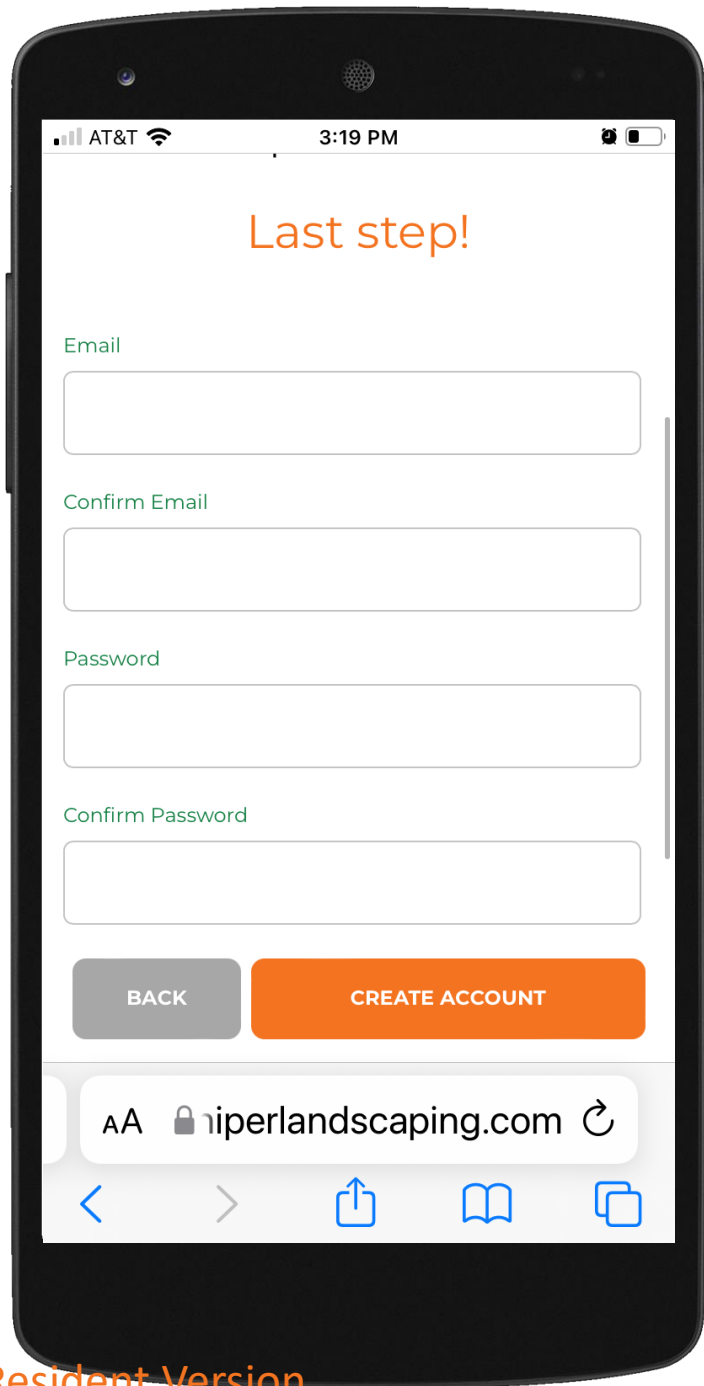 AT&T 3:19 PM
Last step!
Email
Confirm Email
Password
Confirm Password
BACK CREATE ACCOUNT
AA niperlandscaping.com
Resident Version